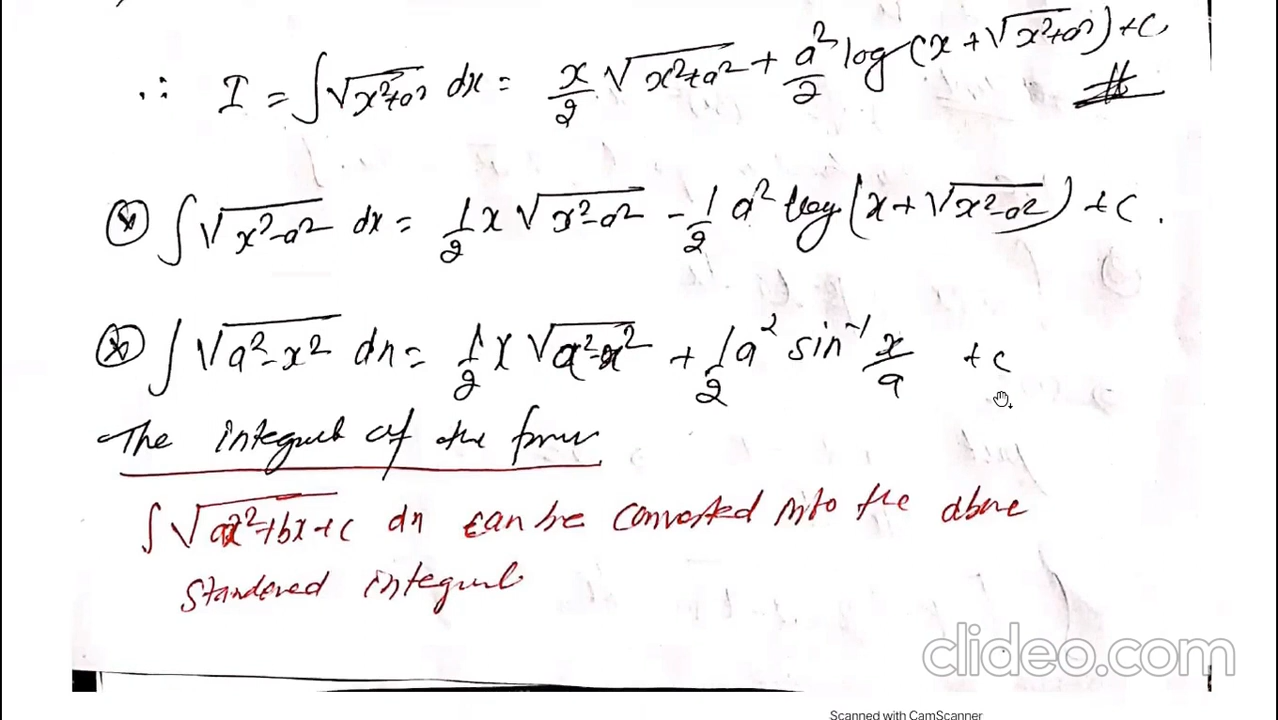 ∴ I = ∫√x²+a² dx = x/2 √x²+a² + a²/2 log(x+√x²+a²)+C
∫√x²-a² dx = 1/2 x √x²-a² - 1/2 a² log(x+√x²-a²)+C.
∫√a²-x² dx = 1/2 x √a²-x² + 1/2 a² sin⁻¹ x/a +C
The integral of the form
∫√ax²+bx+c dx can be converted into the above
standered integral
clideo.com
Scanned with CamScanner